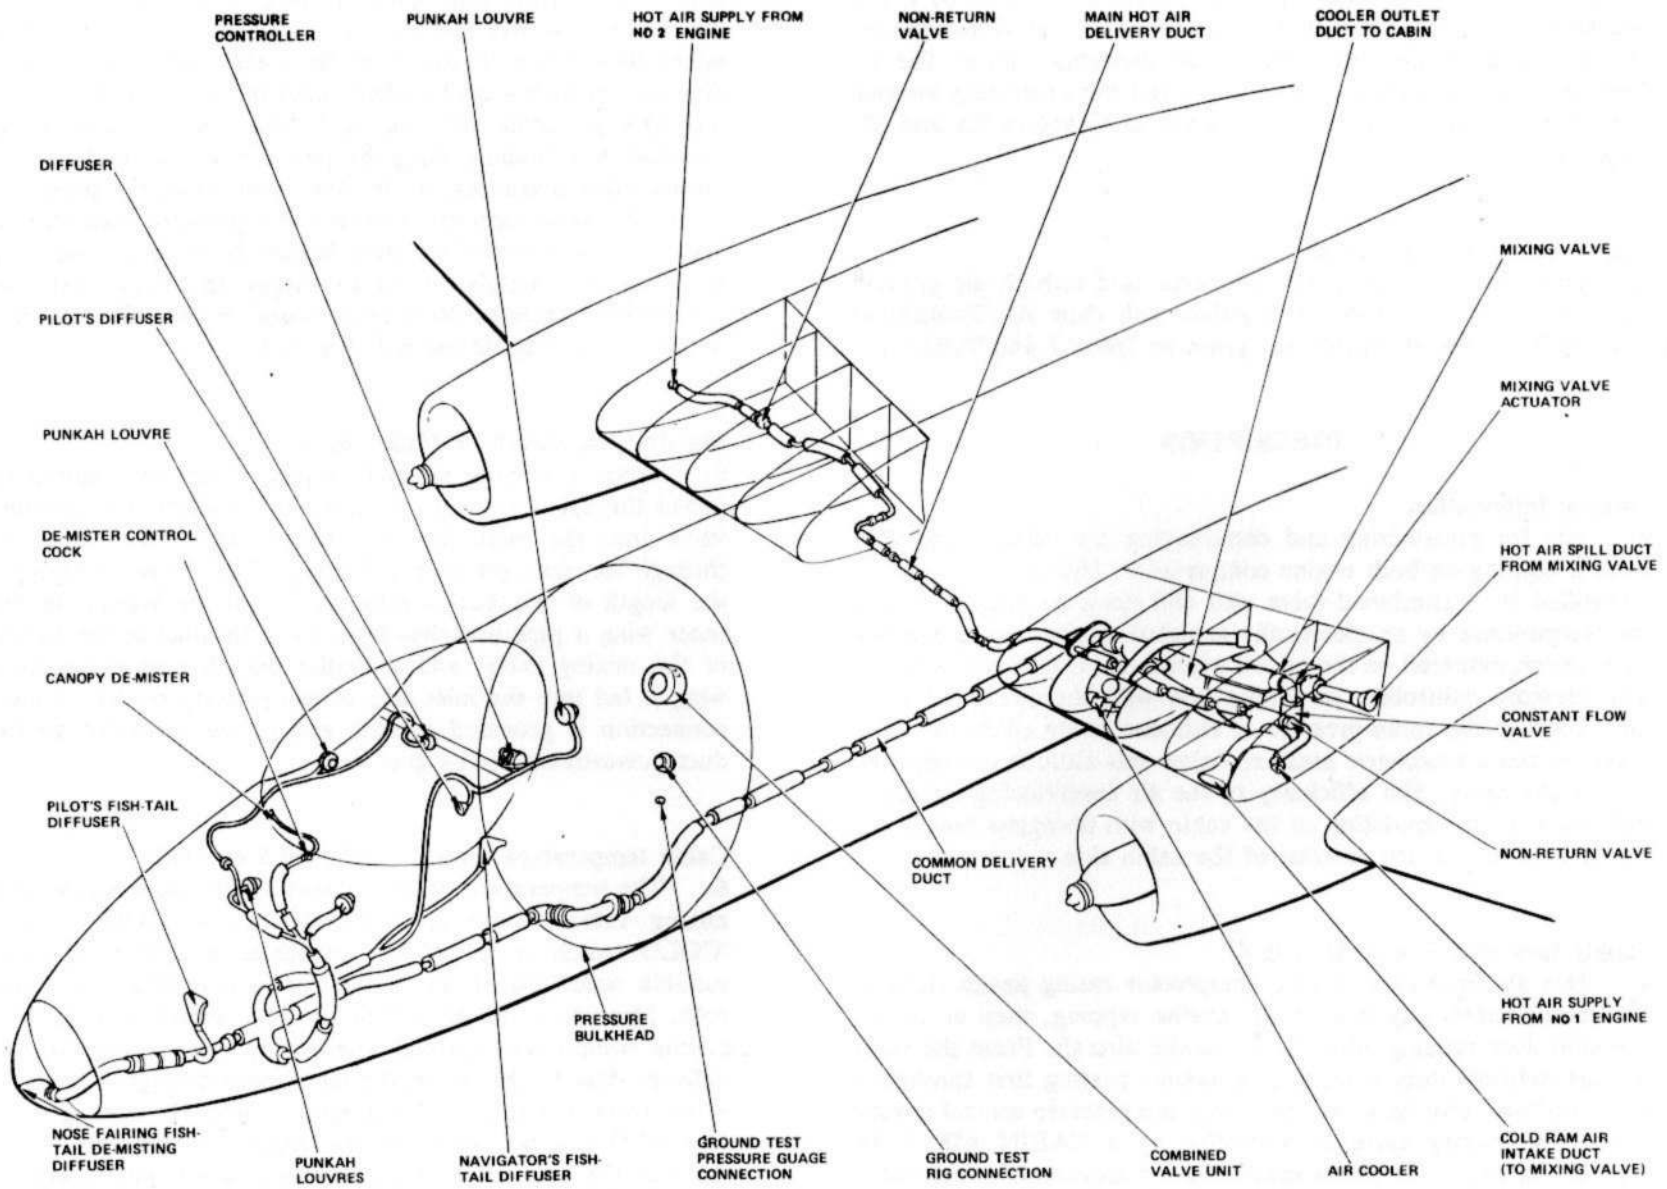 PRESSURE
CONTROLLER
PUNKAH LOUVRE
HOT AIR SUPPLY FROM
NO 2 ENGINE
NON-RETURN
VALVE
MAIN HOT AIR
DELIVERY DUCT
COOLER OUTLET
DUCT TO CABIN
DIFFUSER
PILOT'S DIFFUSER
PUNKAH LOUVRE
DE-MISTER CONTROL
COCK
CANOPY DE-MISTER
PILOT'S FISH-TAIL
DIFFUSER
MIXING VALVE
MIXING VALVE
ACTUATOR
HOT AIR SPILL DUCT
FROM MIXING VALVE
CONSTANT FLOW
VALVE
NON-RETURN VALVE
HOT AIR SUPPLY
FROM NO 1 ENGINE
COLD RAM AIR
INTAKE DUCT
(TO MIXING VALVE)
COMMON DELIVERY
DUCT
PRESSURE
BULKHEAD
NOSE FAIRING FISH-
TAIL DE-MISTING
DIFFUSER
PUNKAH
LOUVRES
NAVIGATOR'S FISH-
TAIL DIFFUSER
GROUND TEST
PRESSURE GUAGE
CONNECTION
GROUND TEST
RIG CONNECTION
COMBINED
VALVE UNIT
AIR COOLER